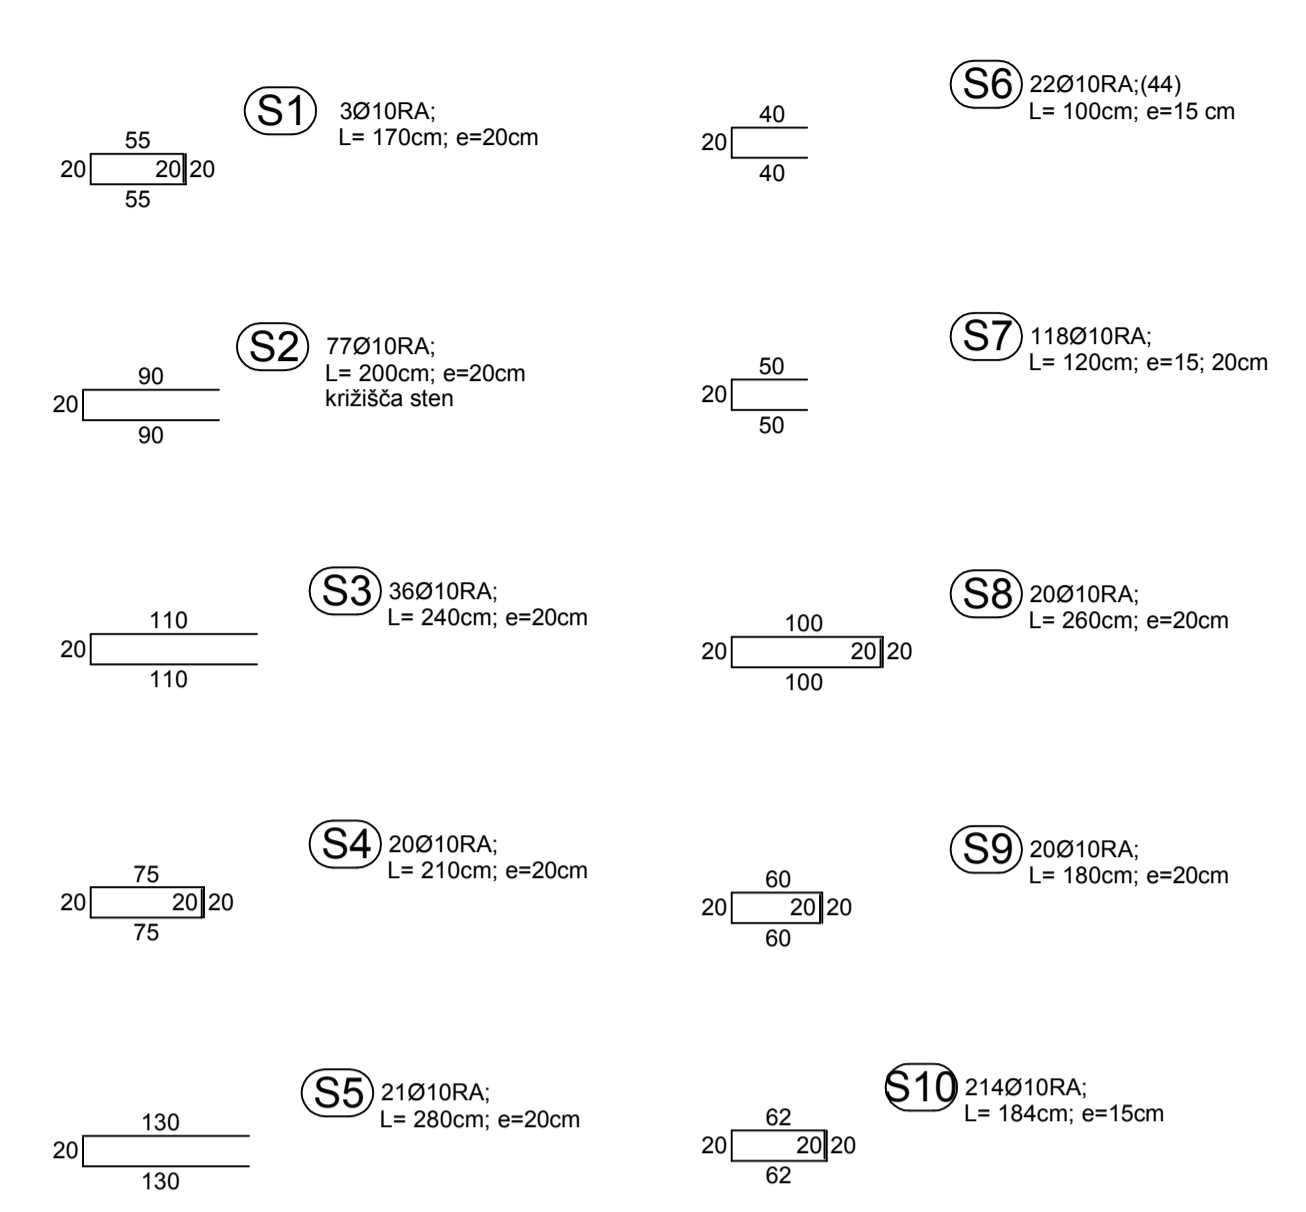 S1
3Ø10RA;
L= 170cm; e=20cm
55
20 20 20
55
S2
77Ø10RA;
L= 200cm; e=20cm
križišča sten
90
20
90
S3
36Ø10RA;
L= 240cm; e=20cm
110
20
110
S4
20Ø10RA;
L= 210cm; e=20cm
75
20 20 20
75
S5
21Ø10RA;
L= 280cm; e=20cm
130
20
130
S6
22Ø10RA;(44)
L= 100cm; e=15 cm
40
20
40
S7
118Ø10RA;
L= 120cm; e=15; 20cm
50
20
50
S8
20Ø10RA;
L= 260cm; e=20cm
100
20 20 20
100
S9
20Ø10RA;
L= 180cm; e=20cm
60
20 20 20
60
S10
214Ø10RA;
L= 184cm; e=15cm
62
20 20 20
62